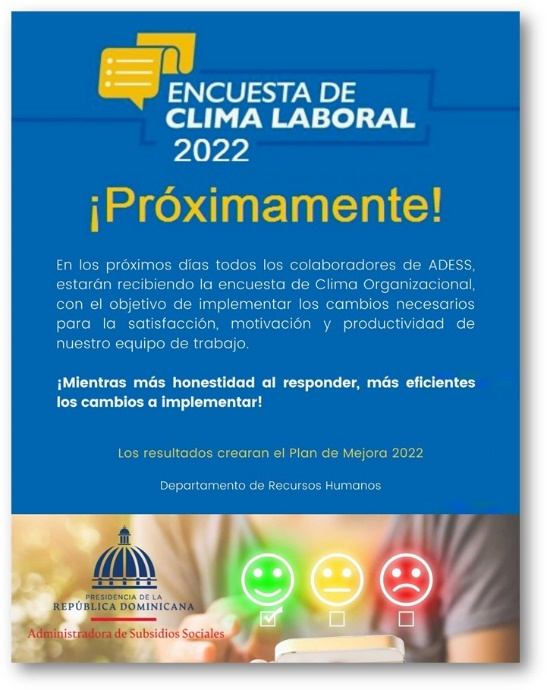 ENCUESTA DE
CLIMA LABORAL
2022
¡Próximamente!
En los próximos días todos los colaboradores de ADESS,
estarán recibiendo la encuesta de Clima Organizacional,
con el objetivo de implementar los cambios necesarios
para la satisfacción, motivación y productividad de
nuestro equipo de trabajo.
¡Mientras más honestidad al responder, más eficientes
los cambios a implementar!
Los resultados crearan el Plan de Mejora 2022
Departamento de Recursos Humanos
PRESIDENCIA DE LA
REPÚBLICA DOMINICANA
Administradora de Subsidios Sociales